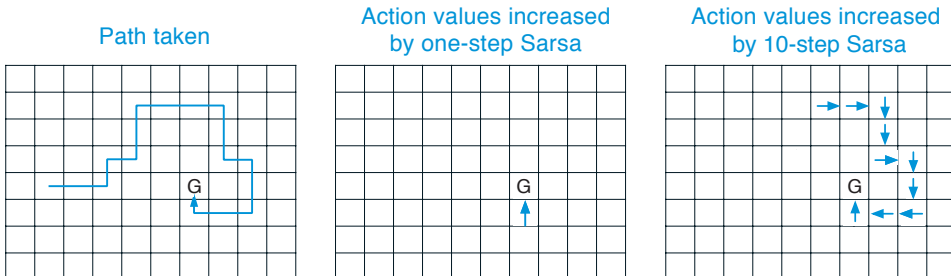 Path taken
Action values increased
by one-step Sarsa
Action values increased
by 10-step Sarsa
G
G
G